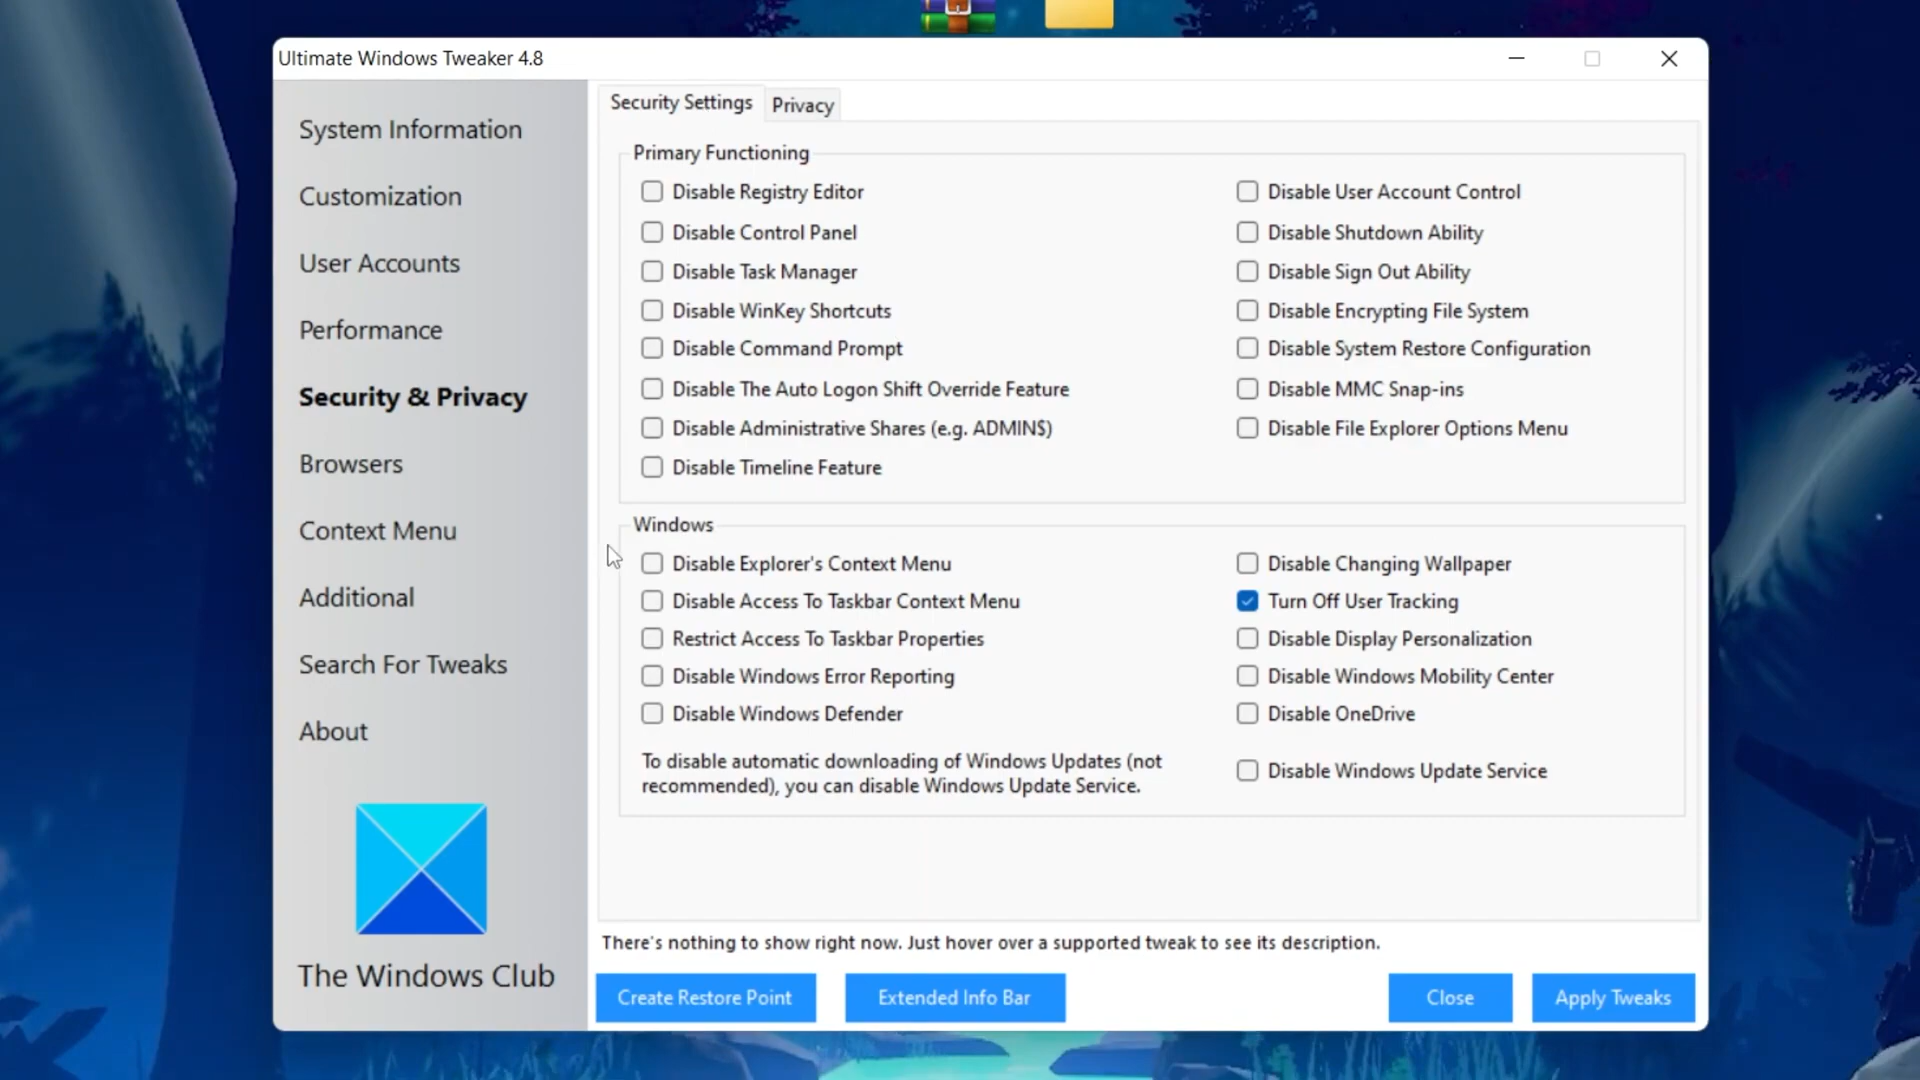 Ultimate Windows Tweaker 4.8
System Information
Customization
User Accounts
Performance
Security & Privacy
Browsers
Context Menu
Additional
Search For Tweaks
About
The Windows Club
Security Settings
Privacy
Primary Functioning
Disable Registry Editor
Disable Control Panel
Disable Task Manager
Disable WinKey Shortcuts
Disable Command Prompt
Disable The Auto Logon Shift Override Feature
Disable Administrative Shares (e.g. ADMIN$)
Disable Timeline Feature
Disable User Account Control
Disable Shutdown Ability
Disable Sign Out Ability
Disable Encrypting File System
Disable System Restore Configuration
Disable MMC Snap-ins
Disable File Explorer Options Menu
Windows
Disable Explorer's Context Menu
Disable Access To Taskbar Context Menu
Restrict Access To Taskbar Properties
Disable Windows Error Reporting
Disable Windows Defender
To disable automatic downloading of Windows Updates (not
recommended), you can disable Windows Update Service.
Disable Changing Wallpaper
Turn Off User Tracking
Disable Display Personalization
Disable Windows Mobility Center
Disable OneDrive
Disable Windows Update Service
There's nothing to show right now. Just hover over a supported tweak to see its description.
Create Restore Point
Extended Info Bar
Close
Apply Tweaks